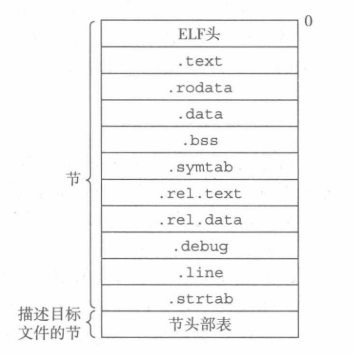 ELF头
0
.text
.rodata
.data
.bss
.symtab
节
.rel.text
.rel.data
.debug
.line
.strtab
描述目标
文件的节
节头部表